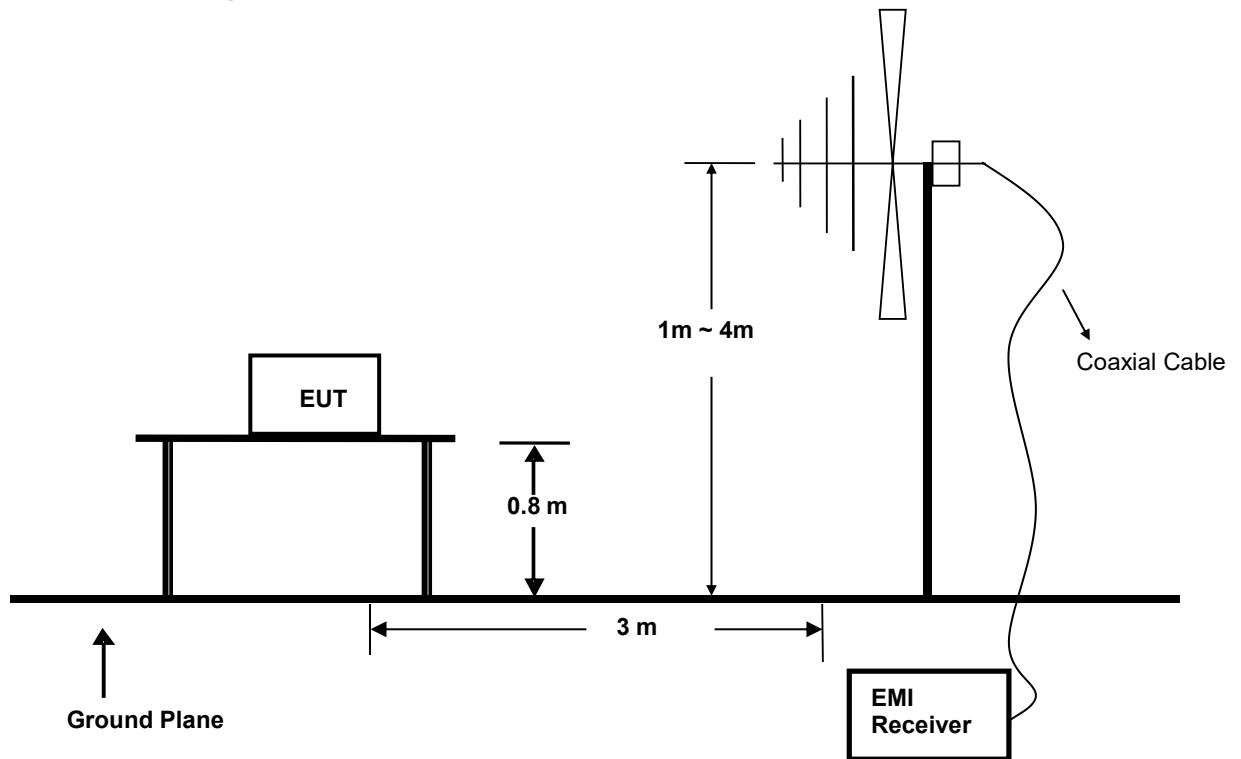 1m ~ 4m
Coaxial Cable
EUT
0.8 m
3 m
Ground Plane
EMI
Receiver